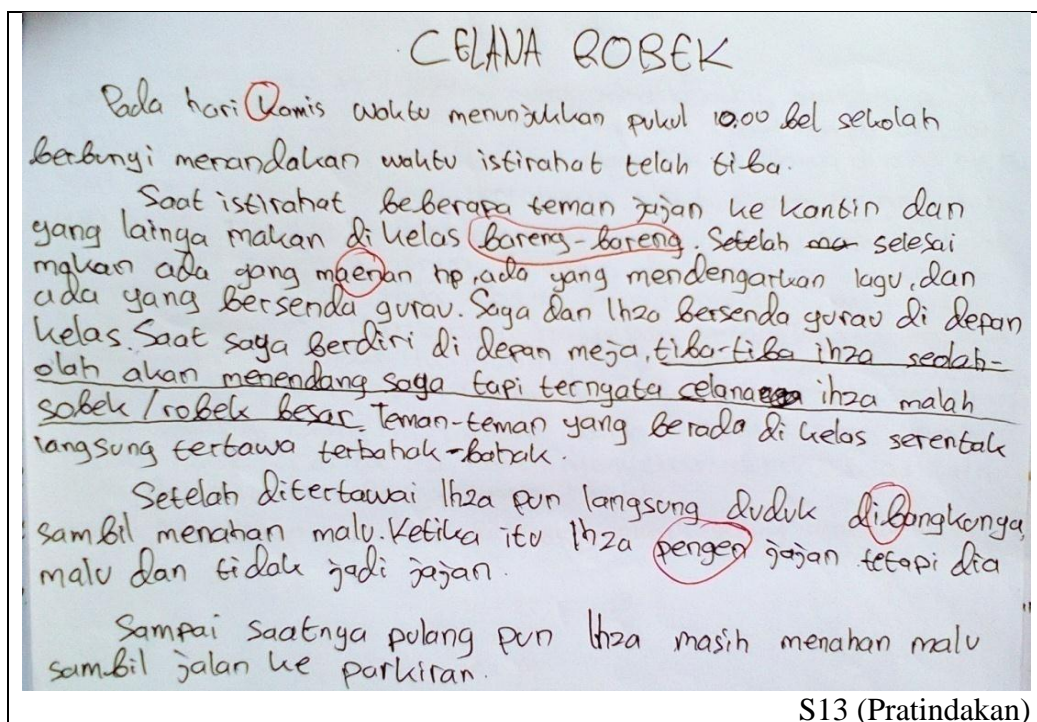 CELANA ROBEK
Pada hari Kamis waktu menunjukkan pukul 10.00 bel sekolah
berbunyi menandakan waktu istirahat telah tiba.
Saat istirahat beberapa teman jajan ke kantin dan
yang lainga makan di kelas bareng-bareng. Setelah selesai
makan ada yang maenan hp, ada yang mendengarkan lagu, dan
ada yang bersenda gurau. Saya dan Ihza bersenda gurau di depan
kelas. Saat saya berdiri di depan meja, tiba-tiba ihza seolah-
olah akan menendang saya tapi ternyata celana ihza malah
sobek / robek besar. Teman-teman yang berada di kelas serentak
langsung tertawa terbahak-bahak.
Setelah ditertawai Ihza pun langsung duduk dibangkunya,
sambil menahan malu. Ketika itu Ihza pengen jajan tetapi dia
malu dan tidak jadi jajan.
Sampai saatnya pulang pun Ihza masih menahan malu
sambil jalan ke parkiran.
S13 (Pratindakan)